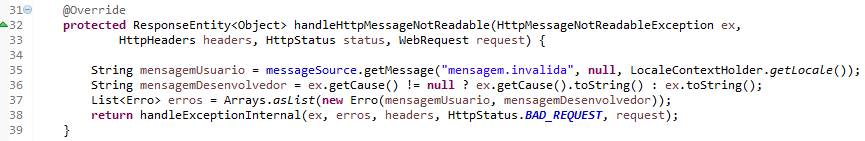 31 @Override
32 protected ResponseEntity<Object> handleHttpMessageNotReadable(HttpMessageNotReadableException ex,
33 HttpHeaders headers, HttpStatus status, WebRequest request) {
34
35 String mensagemUsuario = messageSource.getMessage("mensagem.invalida", null, LocaleContextHolder.getLocale());
36 String mensagemDesenvolvedor = ex.getCause() != null ? ex.getCause().toString() : ex.toString();
37 List<Erro> erros = Arrays.asList(new Erro(mensagemUsuario, mensagemDesenvolvedor));
38 return handleExceptionInternal(ex, erros, headers, HttpStatus.BAD_REQUEST, request);
39 }